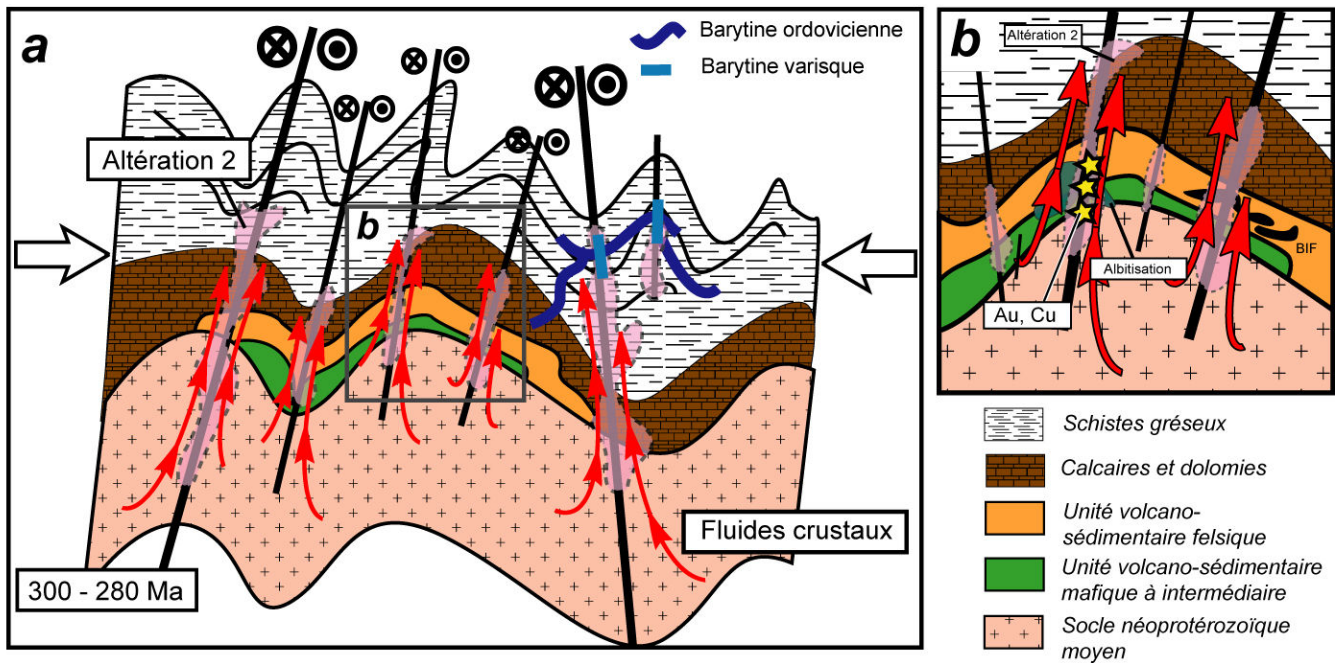 a
Barytine ordovicienne
Barytine varisque
Altération 2
b
Fluides crustaux
300 - 280 Ma
b
Altération 2
BIF
Albitisation
Au, Cu
Schistes gréseux
Calcaires et dolomies
Unité volcano-
sédimentaire felsique
Unité volcano-sédimentaire
mafique à intermédiaire
Socle néoprotérozoïque
moyen